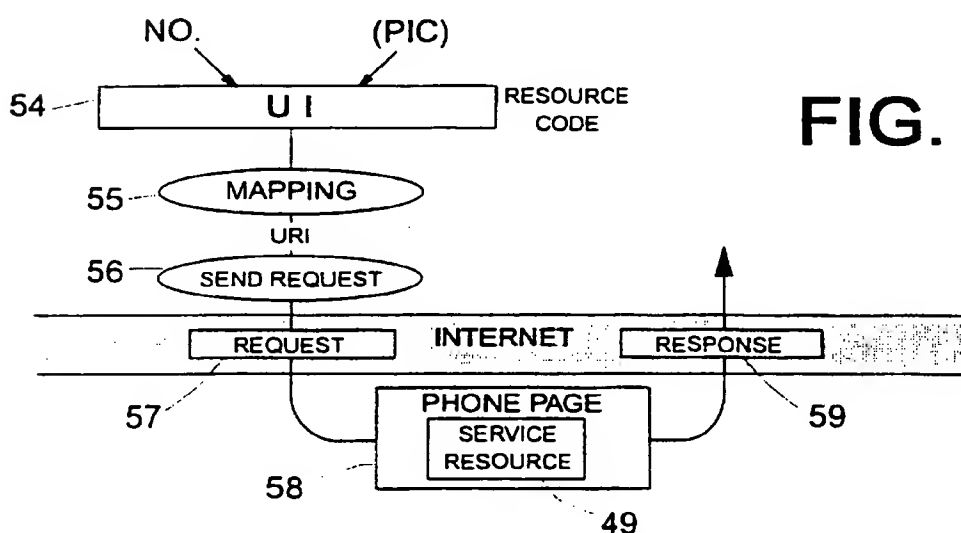 NO. (PIC)
54 U I RESOURCE CODE
FIG.
55 MAPPING
URI
56 SEND REQUEST
REQUEST INTERNET RESPONSE
57 59
PHONE PAGE
SERVICE
RESOURCE
58
49